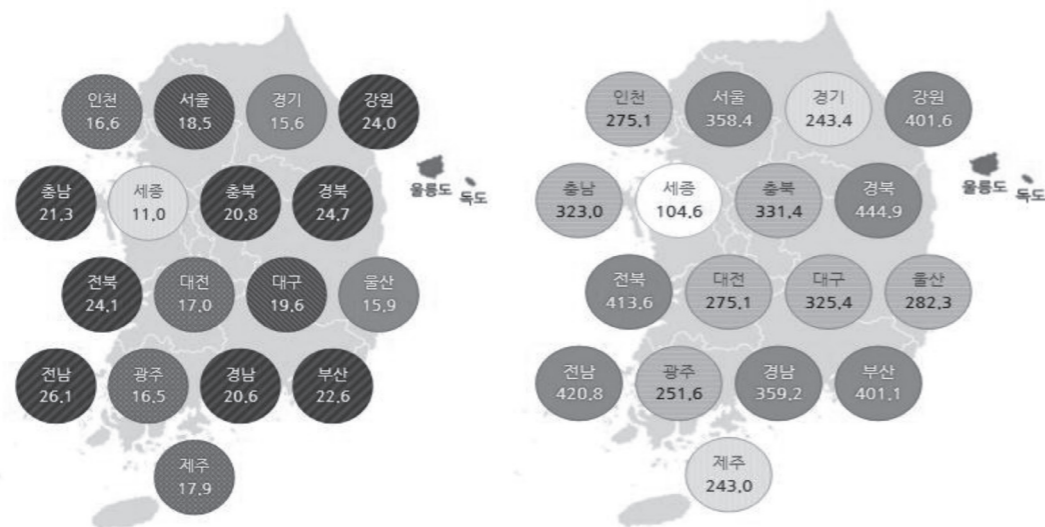 인천
16.6
서울
18.5
경기
15.6
강원
24.0
충남
21.3
세종
11.0
충북
20.8
경북
24.7
울릉도
독도
전북
24.1
대전
17.0
대구
19.6
울산
15.9
전남
26.1
광주
16.5
경남
20.6
부산
22.6
제주
17.9
인천
275.1
서울
358.4
경기
243.4
강원
401.6
충남
323.0
세종
104.6
충북
331.4
경북
444.9
울릉도
독도
전북
413.6
대전
275.1
대구
325.4
울산
282.3
전남
420.8
광주
251.6
경남
359.2
부산
401.1
제주
243.0